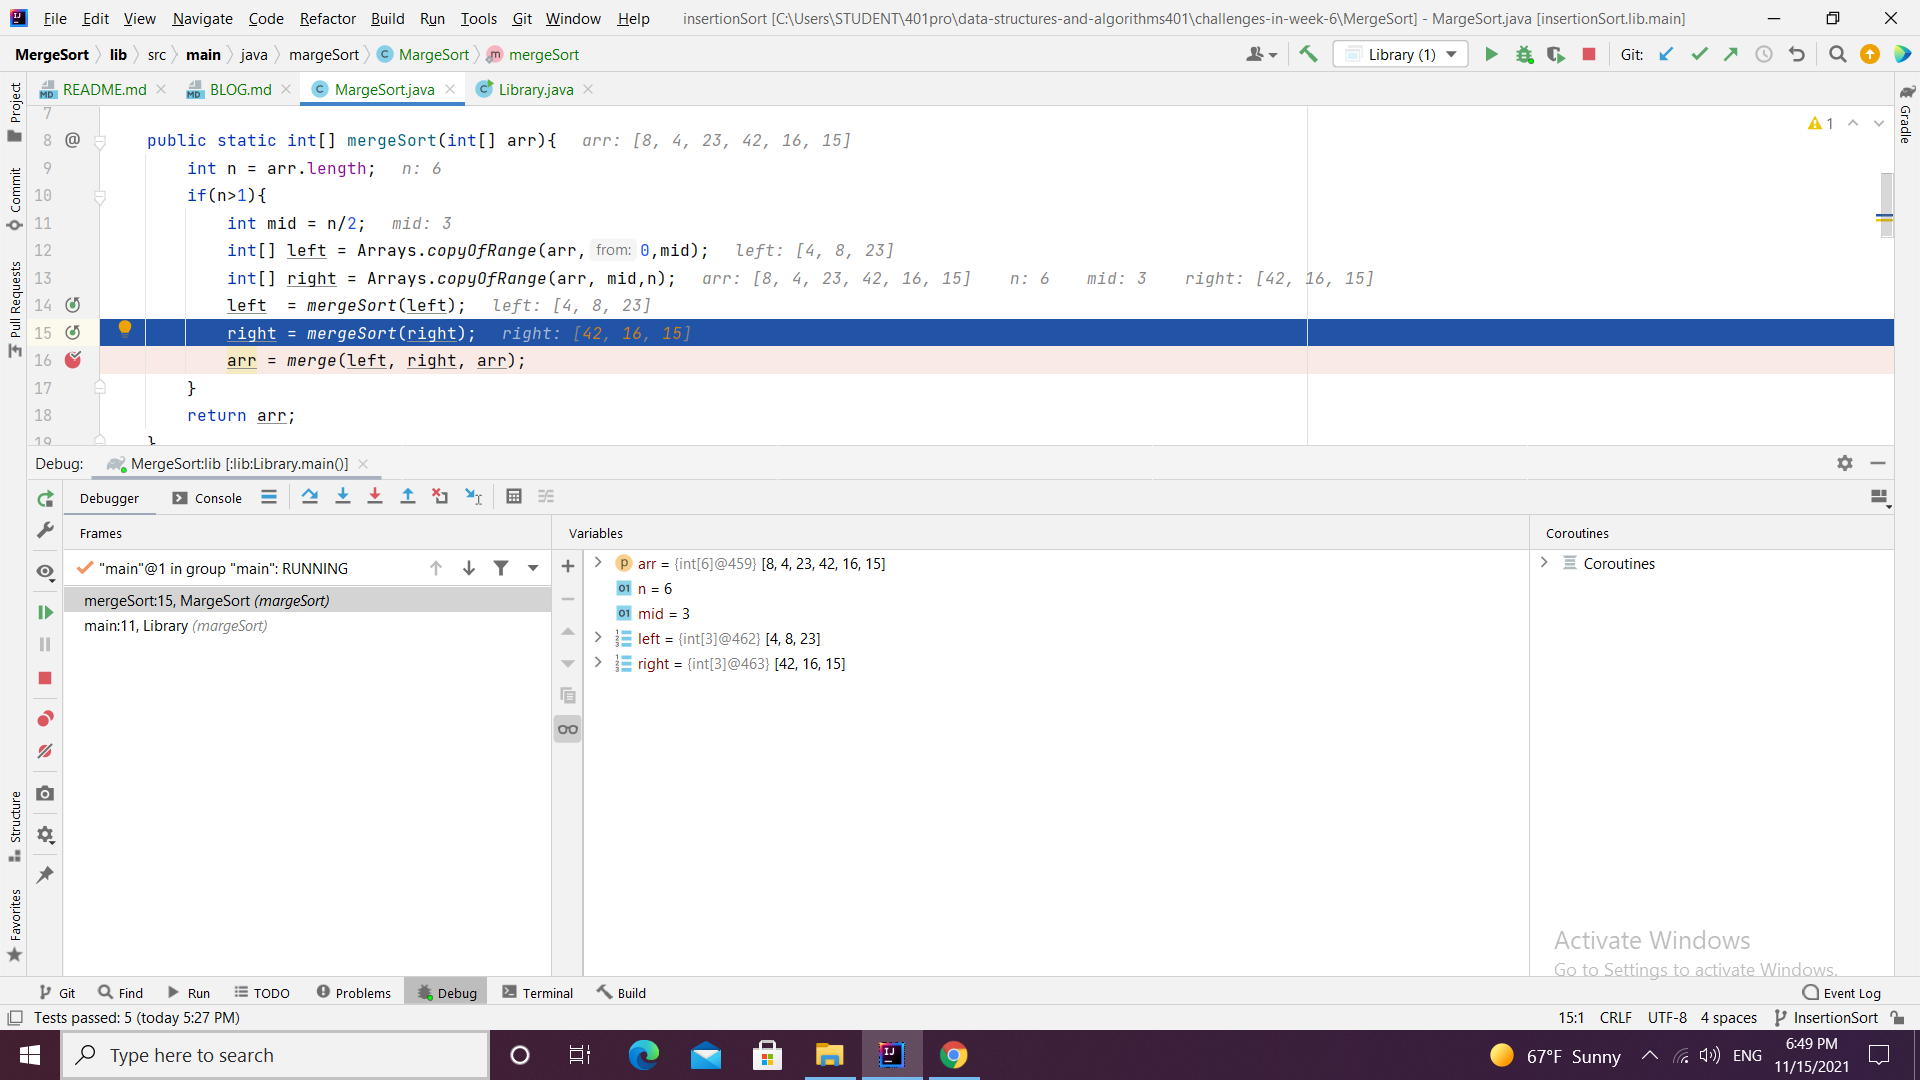 File Edit View Navigate Code Refactor Build Run Tools Git Window Help insertionSort [C:\Users\STUDENT\401pro\data-structures-and-algorithms401\challenges-in-week-6\MergeSort] - MargeSort.java [insertionSort.lib.main]
MergeSort lib src main java margeSort MargeSort mergeSort Library (1) Git:
README.md BLOG.md MargeSort.java Library.java
7
8 @ public static int[] mergeSort(int[] arr){ arr: [8, 4, 23, 42, 16, 15] 1
9 int n = arr.length; n: 6
10 if(n>1){
11 int mid = n/2; mid: 3
12 int[] left = Arrays.copyOfRange(arr, from: 0,mid); left: [4, 8, 23]
13 int[] right = Arrays.copyOfRange(arr, mid,n); arr: [8, 4, 23, 42, 16, 15] n: 6 mid: 3 right: [42, 16, 15]
14 left = mergeSort(left); left: [4, 8, 23]
15 right = mergeSort(right); right: [42, 16, 15]
16 arr = merge(left, right, arr);
17 }
18 return arr;
19 }
Project
Commit
Pull Requests
Structure
Favorites
Gradle
Debug: MergeSort:lib [:lib:Library.main()]
Debugger Console
Frames Variables Coroutines
"main"@1 in group "main": RUNNING
mergeSort:15, MargeSort (margeSort)
main:11, Library (margeSort)
arr = {int[6]@459} [8, 4, 23, 42, 16, 15]
n = 6
mid = 3
left = {int[3]@462} [4, 8, 23]
right = {int[3]@463} [42, 16, 15]
Coroutines
Activate Windows
Go to Settings to activate Windows.
Git Find Run TODO Problems Debug Terminal Build Event Log
Tests passed: 5 (today 5:27 PM) 15:1 CRLF UTF-8 4 spaces InsertionSort
Type here to search 67°F Sunny ENG 6:49 PM
11/15/2021